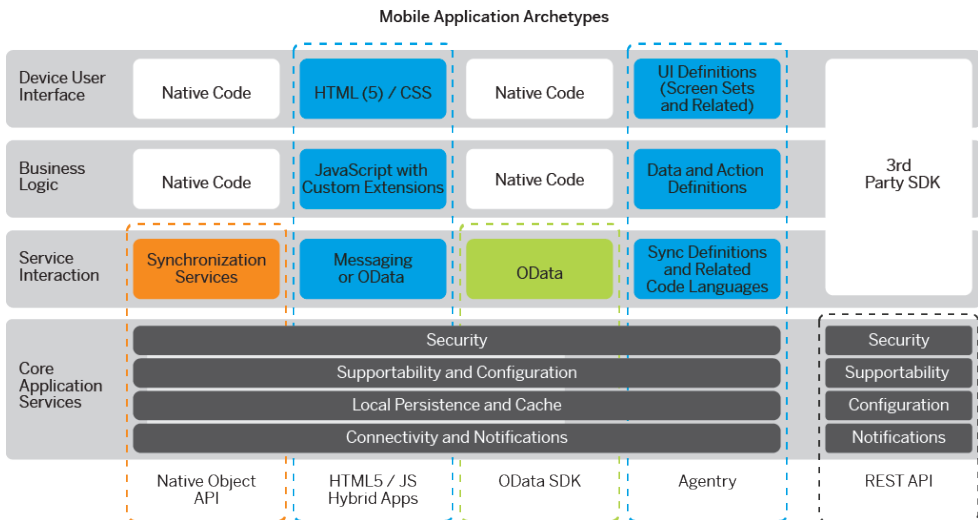 Mobile Application Archetypes
Device User
Interface
Native Code
HTML (5) / CSS
Native Code
UI Definitions
(Screen Sets
and Related)
Business
Logic
Native Code
JavaScript with
Custom Extensions
Native Code
Data and Action
Definitions
3rd
Party SDK
Service
Interaction
Synchronization
Services
Messaging
or OData
OData
Sync Definitions
and Related
Code Languages
Core
Application
Services
Security
Supportability and Configuration
Local Persistence and Cache
Connectivity and Notifications
Security
Supportability
Configuration
Notifications
Native Object
API
HTML5 / JS
Hybrid Apps
OData SDK
Agentry
REST API